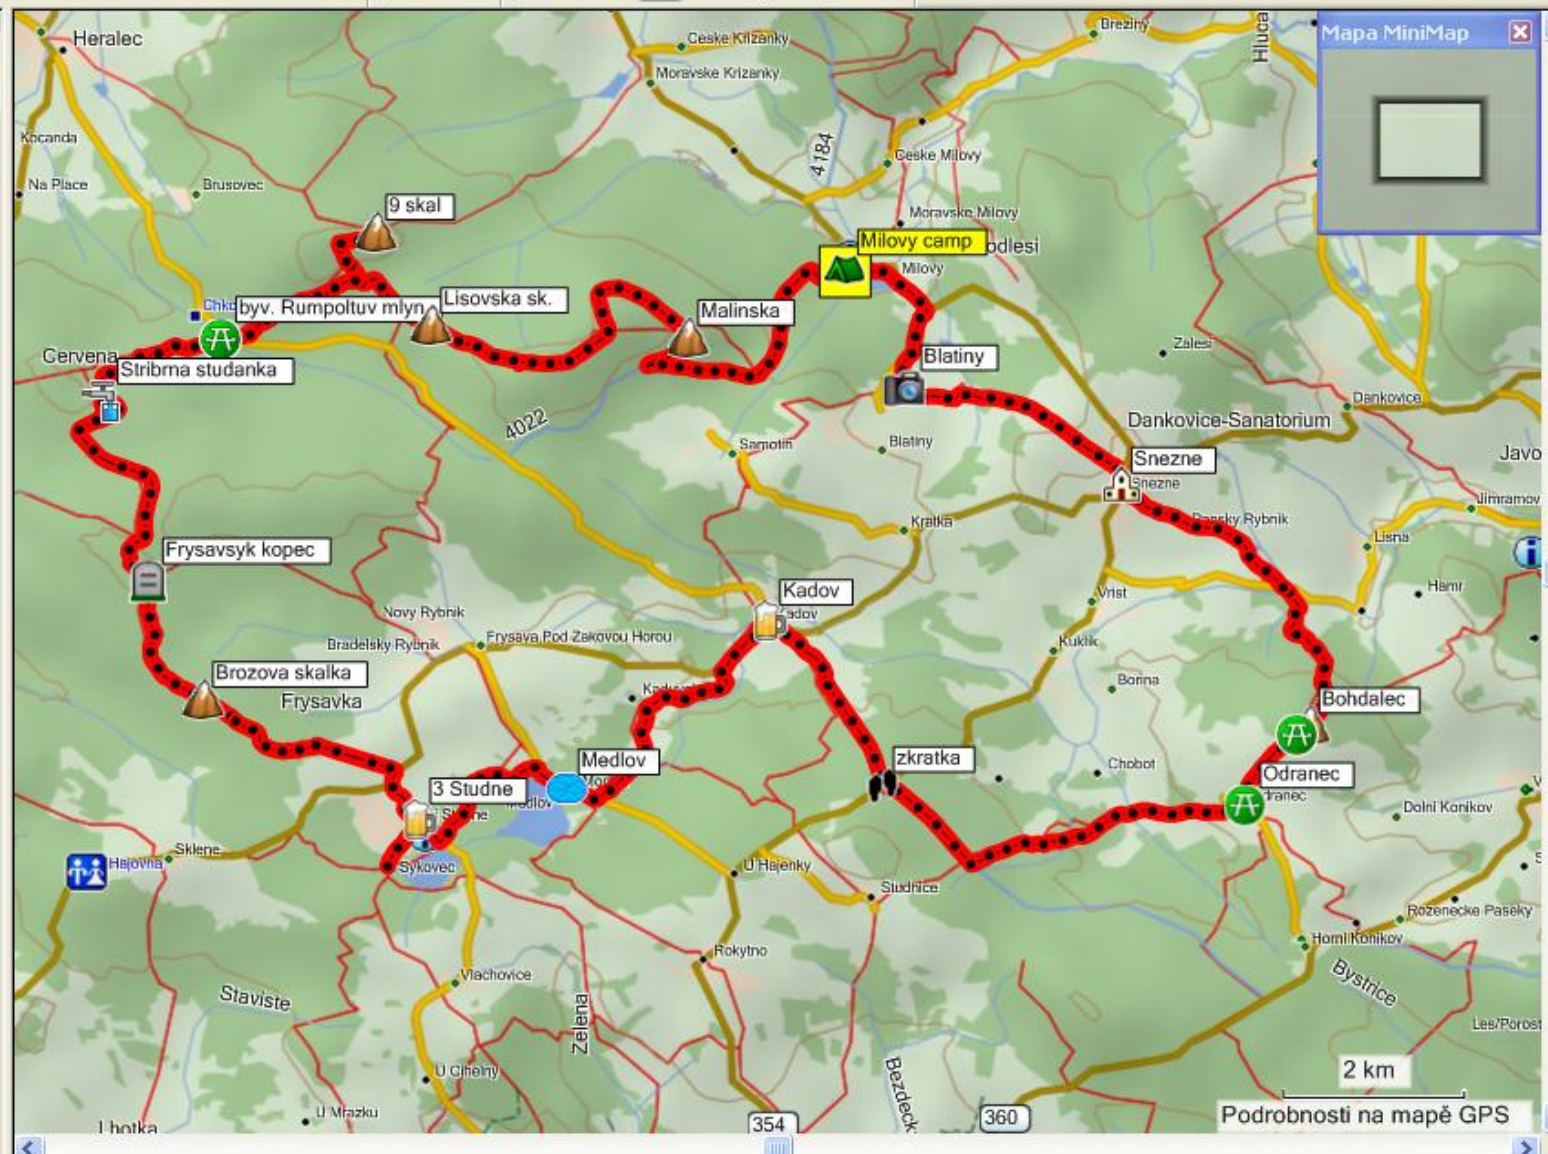 Heralec
Ceske Krizanky
Breziny
Mapa MiniMap
Moravske Krizanky
Kocanda
4184
Ceske Milovy
Na Place
Brusovec
9 skal
Moravske Milovy
Milovy camp
odlesi
Milovy
Lisovska sk.
byv. Rumpoltuv mlyn
Malinska
Zalesi
Cervena
Stribrna studanka
Blatiny
Dankovice
4022
Dankovice-Sanatorium
Samotin
Blatiny
Snezne
Snezne
Javo
Jimramov
Kratka
Lisna
Frysavsyk kopec
Kadov
Hamr
Vrist
Novy Rybnik
Bradelsky Rybnik
Frysava Pod Zakovou Horou
Kuklik
Brozova skalka
Frysavka
Borina
Bohdalec
Medlov
zkratka
Chobot
Odranec
3 Studne
Dolni Konikov
Sklene
Hajovna
Sykovec
U Hajenky
Studnice
Rozenecke Paseky
Horni Konikov
Rokytno
Vlachovice
Bystrice
Staviste
Zelena
Les/Porost
U Cihelny
Bezdeck
2 km
U Mrazku
Lhotka
354
360
Podrobnosti na mapě GPS